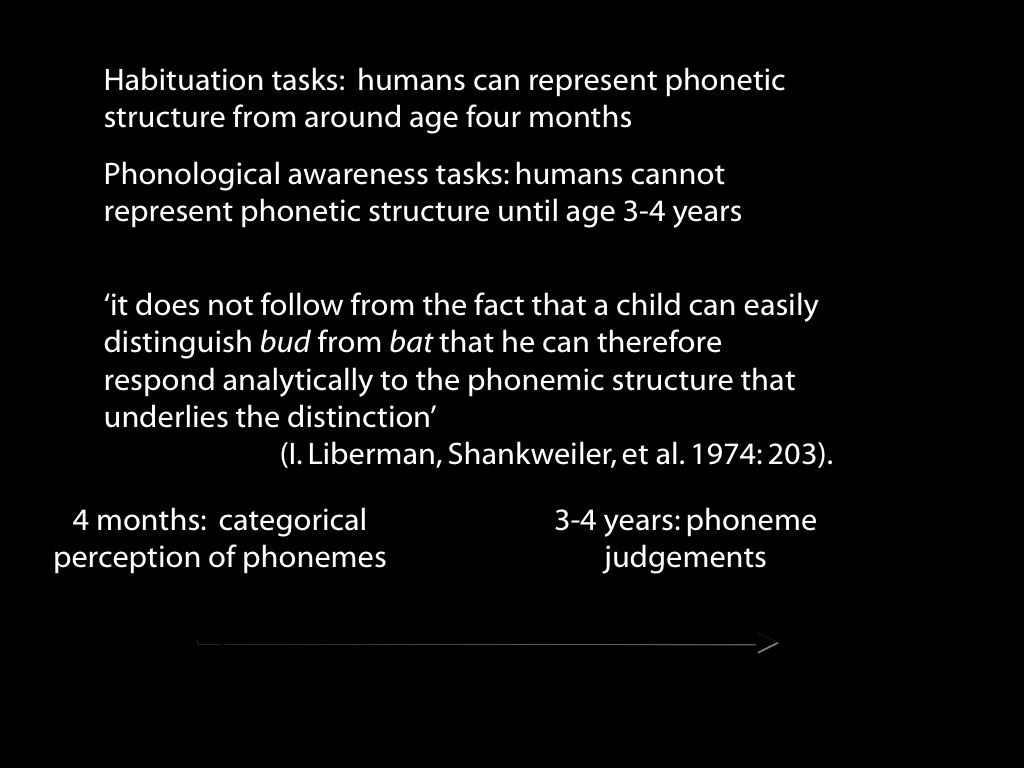 Habituation tasks:  humans can represent phonetic
structure from around age four months
Phonological awareness tasks: humans cannot
represent phonetic structure until age 3-4 years
‘it does not follow from the fact that a child can easily
distinguish bud from bat that he can therefore
respond analytically to the phonemic structure that
underlies the distinction’
(I. Liberman, Shankweiler, et al. 1974: 203).
4 months:  categorical
perception of phonemes
3-4 years: phoneme
judgements